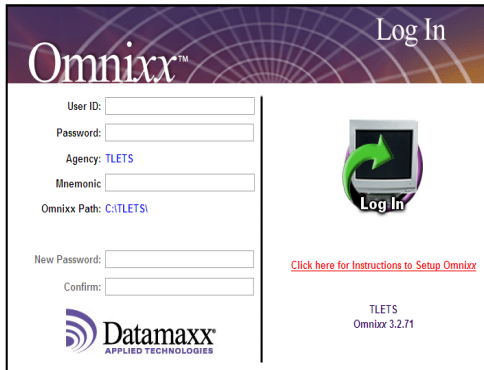 Omnixx™
Log In
User ID:
Password:
Agency: TLETS
Mnemonic
Omnixx Path: C:\TLETS\
New Password:
Confirm:
Datamaxx®
APPLIED TECHNOLOGIES
Log In
Click here for Instructions to Setup Omnixx
TLETS
Omnixx 3.2.71